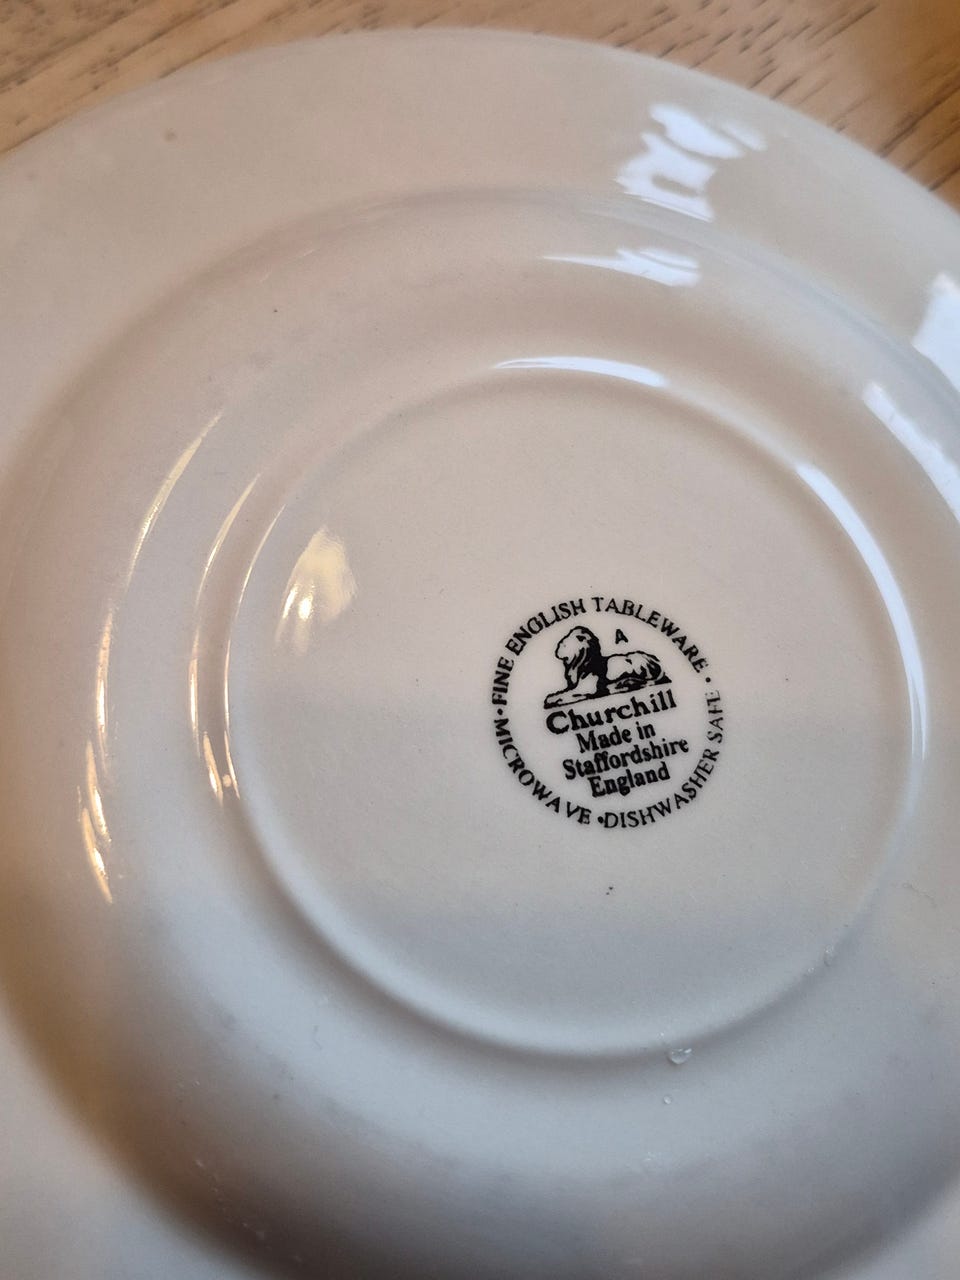 ·FINE ENGLISH TABLEWARE·
A
Churchill
Made in
Staffordshire
England
MICROWAVE·DISHWASHER SAFE